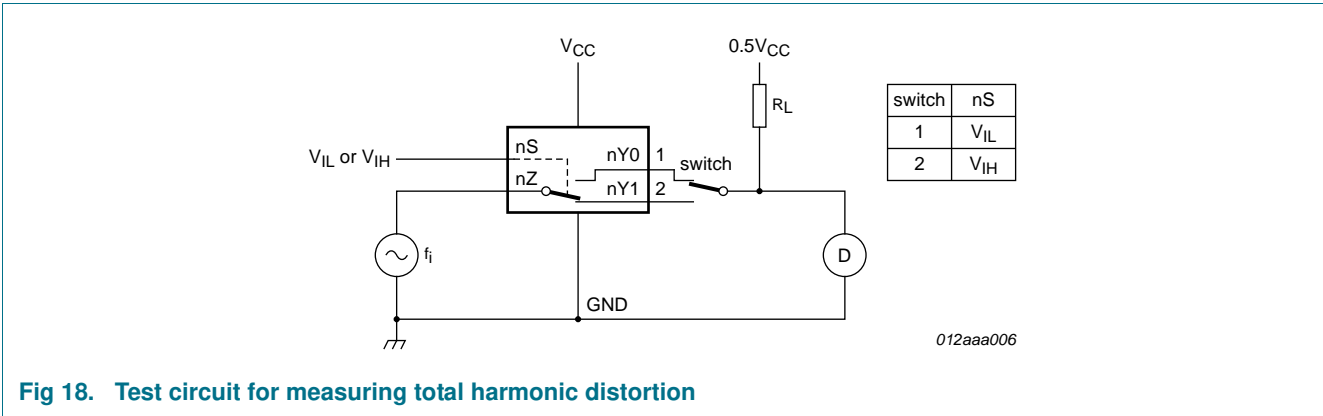 VCC
0.5VCC
RL
switch nS
1 VIL
2 VIH
VIL or VIH
nS
nY0 1
switch
nZ
nY1 2
fi
D
GND
012aaa006
Fig 18. Test circuit for measuring total harmonic distortion